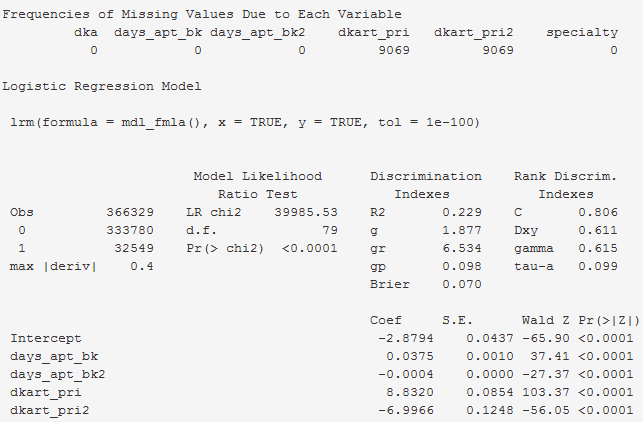 Frequencies of Missing Values Due to Each Variable
dka days_apt_bk days_apt_bk2 dkart_pri dkart_pri2 specialty
0 0 0 9069 9069 0
Logistic Regression Model
lrm(formula = mdl_fmla(), x = TRUE, y = TRUE, tol = 1e-100)
Model Likelihood Discrimination Rank Discrim.
Ratio Test Indexes Indexes
Obs 366329 LR chi2 39985.53 R2 0.229 C 0.806
0 333780 d.f. 79 g 1.877 Dxy 0.611
1 32549 Pr(> chi2) <0.0001 gr 6.534 gamma 0.615
max |deriv| 0.4 gp 0.098 tau-a 0.099
Brier 0.070
Coef S.E. Wald Z Pr(>|Z|)
Intercept -2.8794 0.0437 -65.90 <0.0001
days_apt_bk 0.0375 0.0010 37.41 <0.0001
days_apt_bk2 -0.0004 0.0000 -27.37 <0.0001
dkart_pri 8.8320 0.0854 103.37 <0.0001
dkart_pri2 -6.9966 0.1248 -56.05 <0.0001